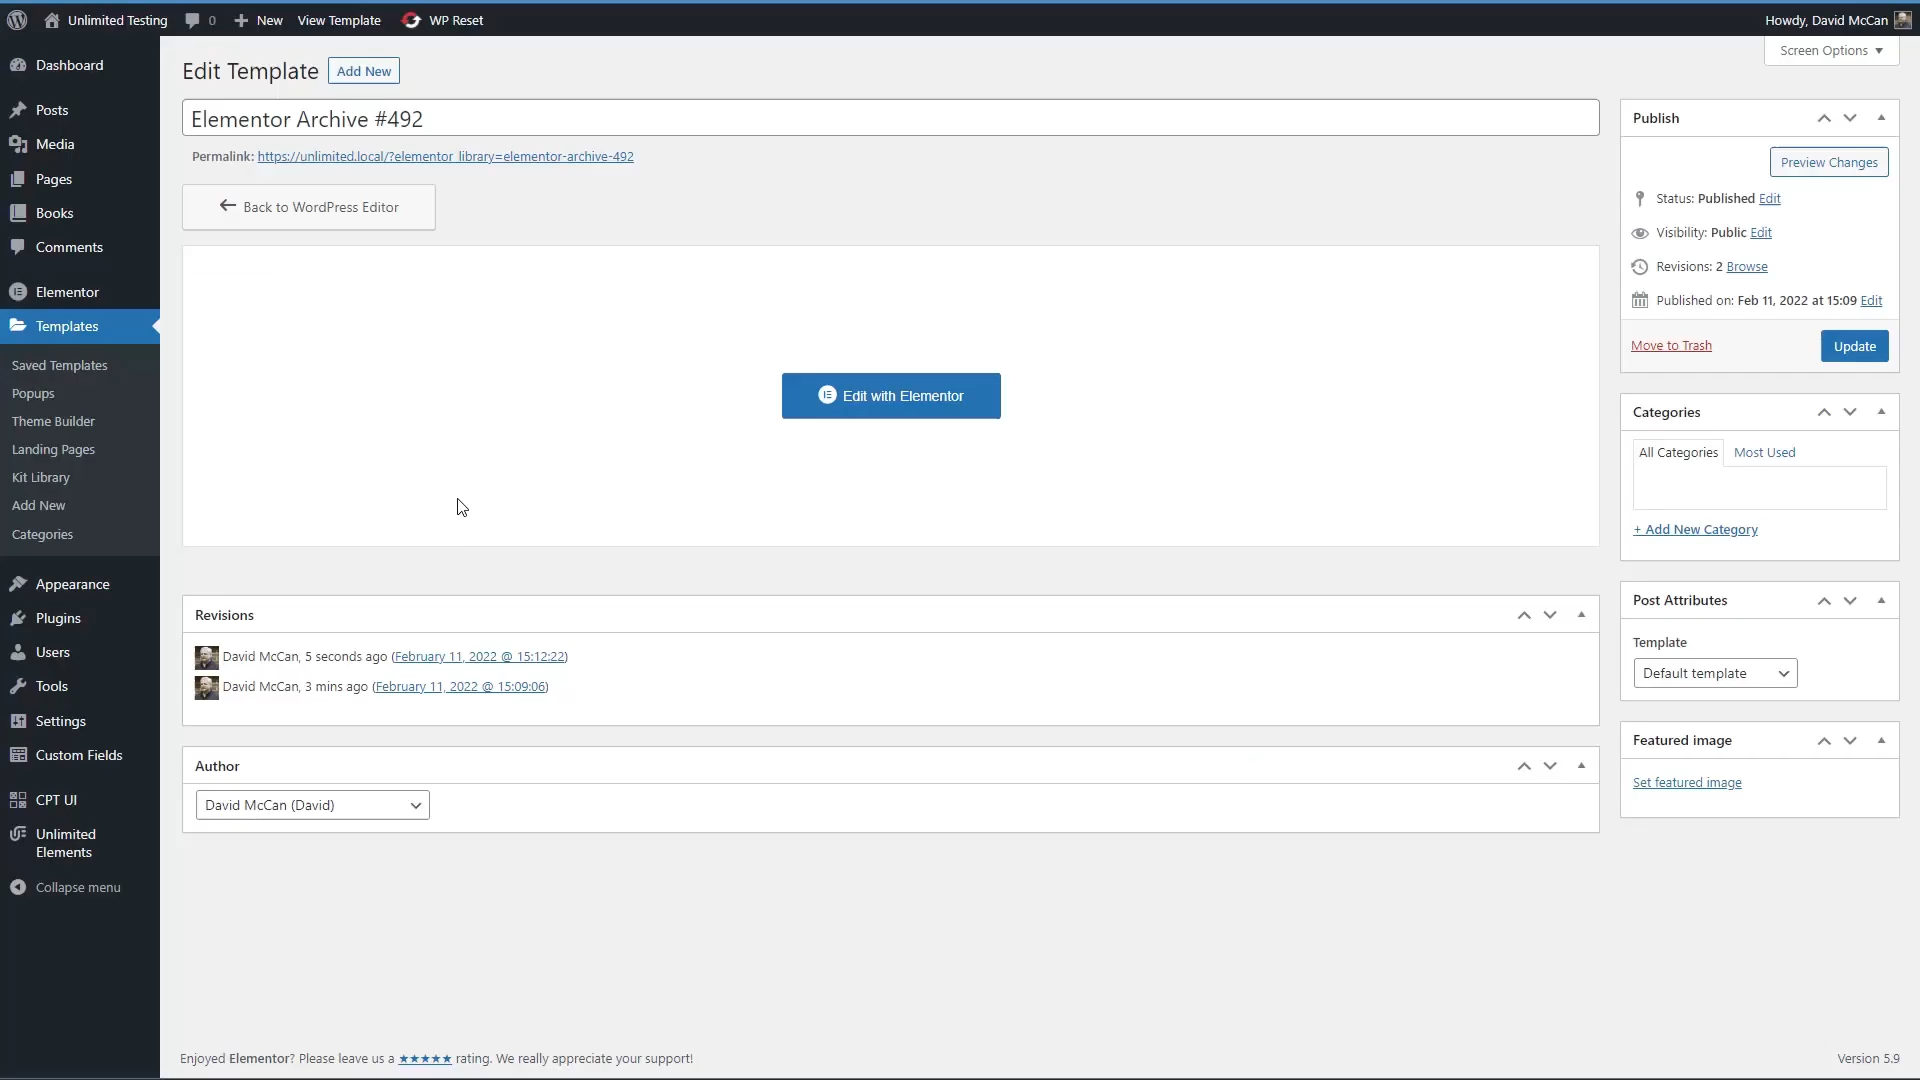 Unlimited Testing
0
New
View Template
WP Reset
Howdy, David McCan
Screen Options
Dashboard
Posts
Media
Pages
Books
Comments
Elementor
Templates
Saved Templates
Popups
Theme Builder
Landing Pages
Kit Library
Add New
Categories
Appearance
Plugins
Users
Tools
Settings
Custom Fields
CPT UI
Unlimited
Elements
Collapse menu
Edit Template
Add New
Elementor Archive #492
Permalink: https://unlimited.local/?elementor_library=elementor-archive-492
Back to WordPress Editor
Edit with Elementor
Revisions
David McCan, 5 seconds ago (February 11, 2022 @ 15:12:22)
David McCan, 3 mins ago (February 11, 2022 @ 15:09:06)
Author
David McCan (David)
Publish
Preview Changes
Status: Published Edit
Visibility: Public Edit
Revisions: 2 Browse
Published on: Feb 11, 2022 at 15:09 Edit
Move to Trash
Update
Categories
All Categories
Most Used
+ Add New Category
Post Attributes
Template
Default template
Featured image
Set featured image
Enjoyed Elementor? Please leave us a ★★★★★ rating. We really appreciate your support!
Version 5.9